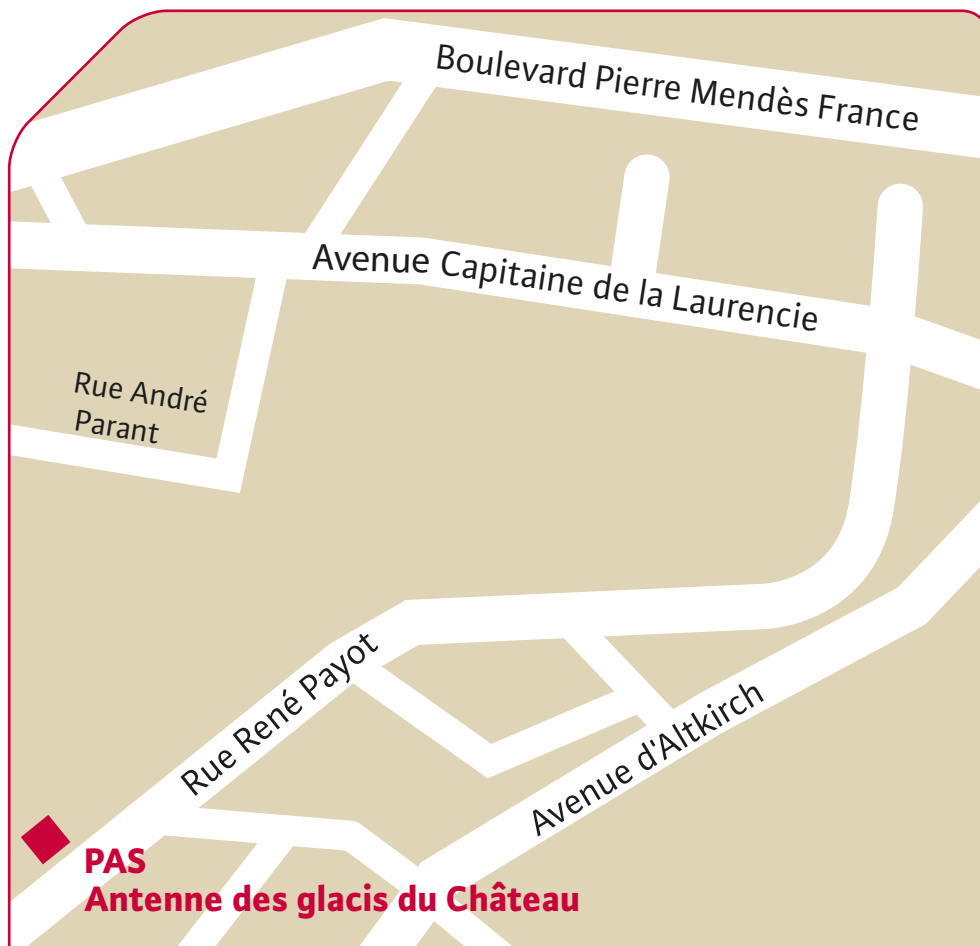 Boulevard Pierre Mendès France
Avenue Capitaine de la Laurencie
Rue André
Parant
Rue René Payot
Avenue d'Altkirch
PAS
Antenne des glacis du Château